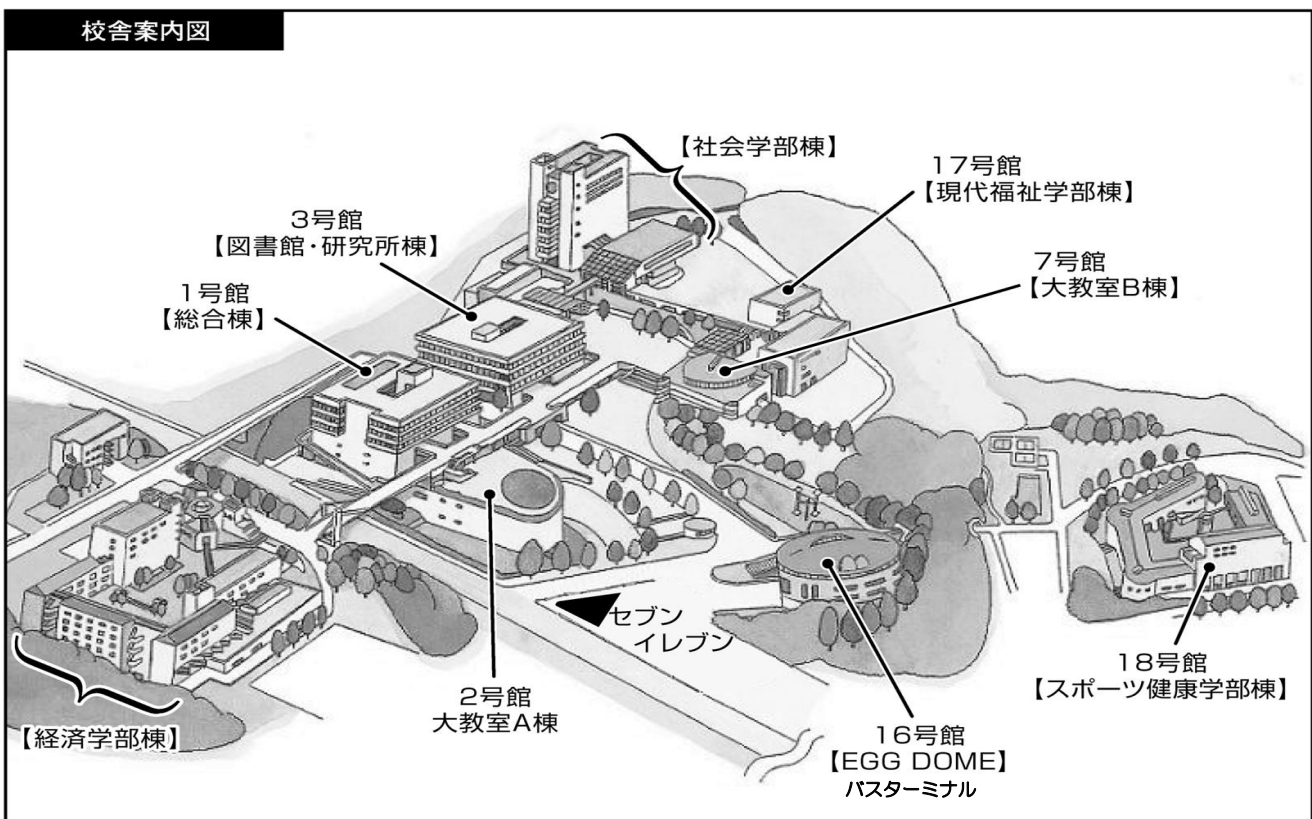 校舎案内図
【社会学部棟】
17号館
【現代福祉学部棟】
3号館
【図書館・研究所棟】
7号館
【大教室B棟】
1号館
【総合棟】
セブン
イレブン
18号館
【スポーツ健康学部棟】
2号館
大教室A棟
【経済学部棟】
16号館
【EGG DOME】
バスターミナル